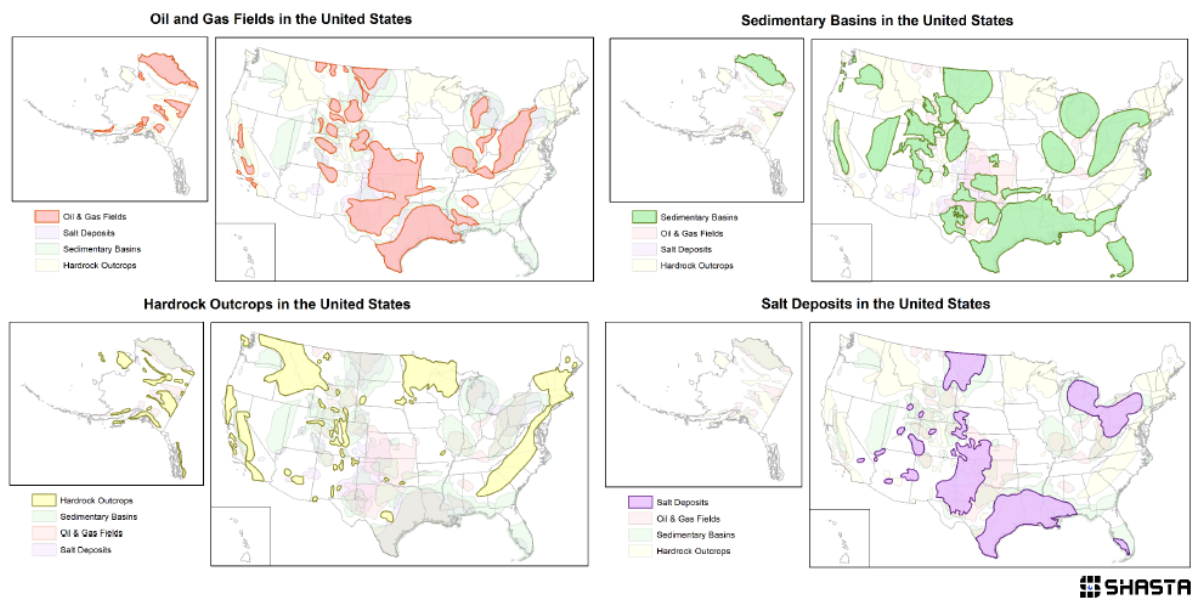 Oil and Gas Fields in the United States
Oil & Gas Fields
Salt Deposits
Sedimentary Basins
Hardrock Outcrops
Sedimentary Basins in the United States
Sedimentary Basins
Oil & Gas Fields
Salt Deposits
Hardrock Outcrops
Hardrock Outcrops in the United States
Hardrock Outcrops
Sedimentary Basins
Oil & Gas Fields
Salt Deposits
Salt Deposits in the United States
Salt Deposits
Oil & Gas Fields
Sedimentary Basins
Hardrock Outcrops
SHASTA